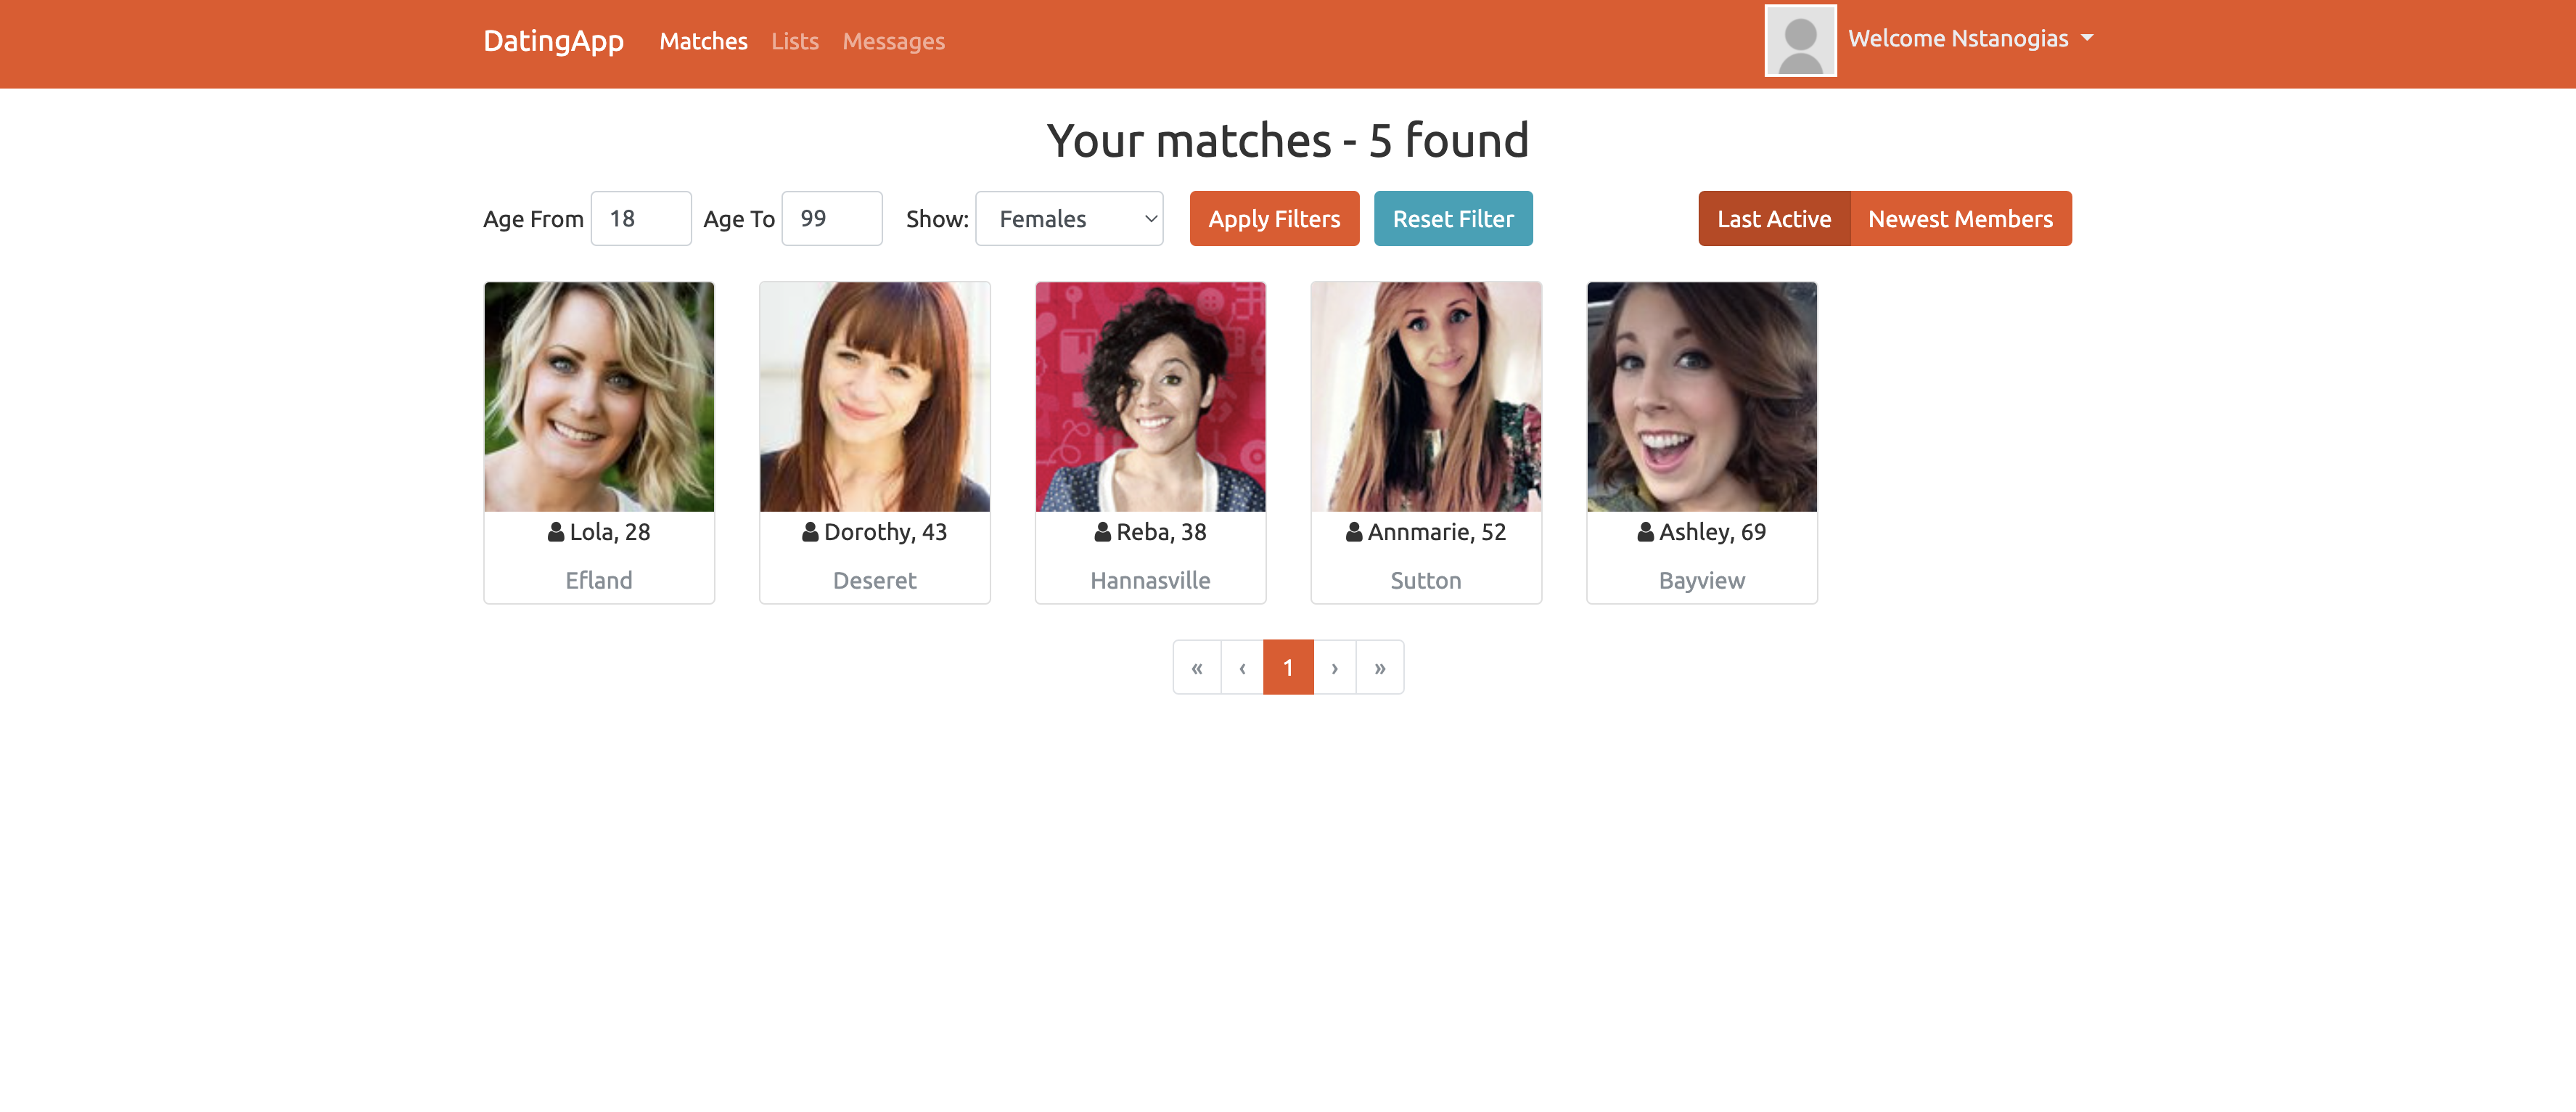 DatingApp Matches Lists Messages Welcome Nstanogias
Your matches - 5 found
Age From 18 Age To 99 Show: Females Apply Filters Reset Filter Last Active Newest Members
Lola, 28
Efland
Dorothy, 43
Deseret
Reba, 38
Hannasville
Annmarie, 52
Sutton
Ashley, 69
Bayview
« ‹ 1 › »